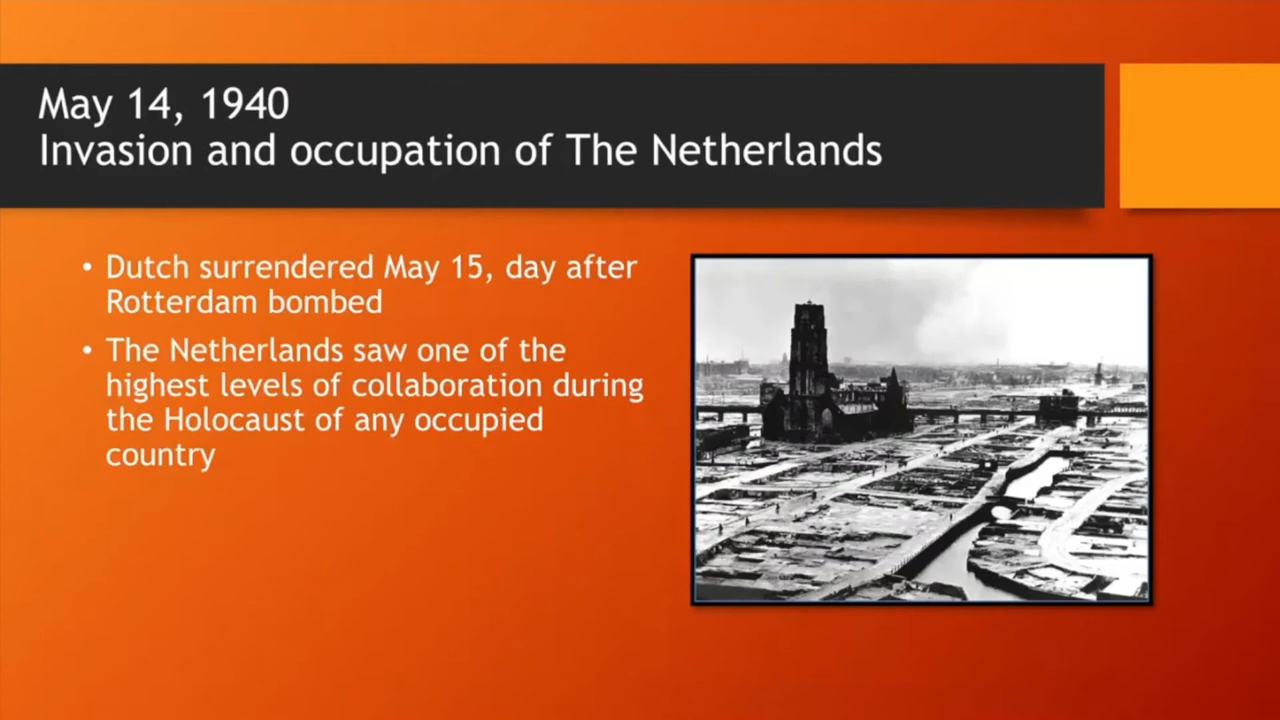 May 14, 1940
Invasion and occupation of The Netherlands
• Dutch surrendered May 15, day after
Rotterdam bombed
• The Netherlands saw one of the
highest levels of collaboration during
the Holocaust of any occupied
country